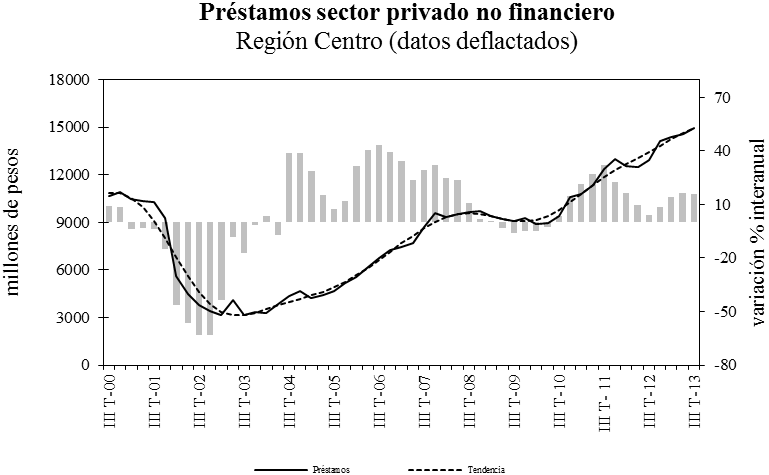 Préstamos sector privado no financiero
Región Centro (datos deflactados)
millones de pesos
18000
15000
12000
9000
6000
3000
0
70
40
10
-20
-50
-80
variación % interanual
III T-00
III T-01
III T-02
III T-03
III T-04
III T-05
III T-06
III T-07
III T-08
III T-09
III T-10
III T- 11
III T-12
III T-13
Préstamos
Tendencia